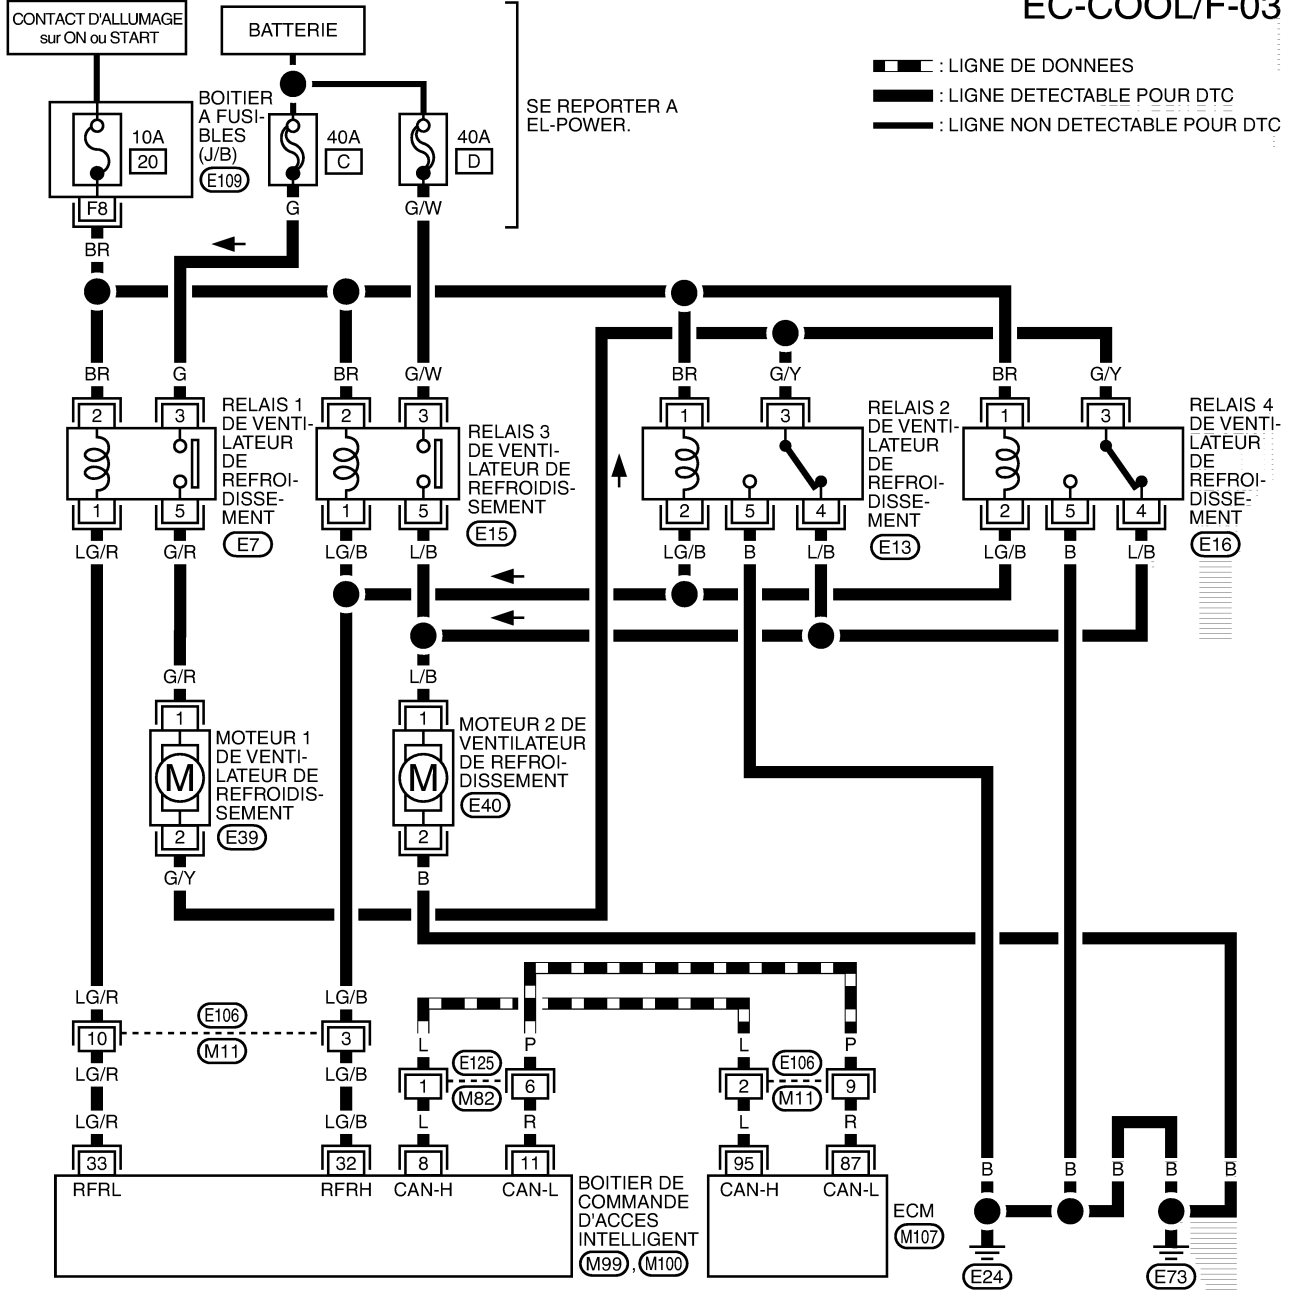 EC-COOL/F-03
CONTACT D'ALLUMAGE
sur ON ou START
BATTERIE
: LIGNE DE DONNEES
: LIGNE DETECTABLE POUR DTC
: LIGNE NON DETECTABLE POUR DTC
SE REPORTER A
EL-POWER.
BOITIER
A FUSI-
BLES
(J/B)
E109
10A
20
40A
C
40A
D
F8
G
G/W
BR
BR
G
BR
G/W
BR
G/Y
BR
G/Y
2
3
2
3
1
3
1
3
RELAIS 1
DE VENTI-
LATEUR
DE
REFROI-
DISSE-
MENT
E7
RELAIS 3
DE VENTI-
LATEUR DE
REFROIDIS-
SEMENT
E15
RELAIS 2
DE VENTI-
LATEUR
DE
REFROI-
DISSE-
MENT
E13
RELAIS 4
DE VENTI-
LATEUR
DE
REFROI-
DISSE-
MENT
E16
1
5
1
5
2
5
4
2
5
4
LG/R
G/R
LG/B
L/B
LG/B
B
L/B
LG/B
B
L/B
G/R
L/B
1
1
MOTEUR 1
DE VENTI-
LATEUR DE
REFROIDIS-
SEMENT
E39
M
MOTEUR 2 DE
VENTILATEUR
DE REFROI-
DISSEMENT
E40
M
2
2
G/Y
B
LG/R
LG/B
E106
M11
10
3
L
P
L
P
E125
M82
E106
M11
1
6
2
9
LG/R
LG/B
LG/R
LG/B
L
R
L
R
33
32
8
11
95
87
RFRL
RFRH
CAN-H
CAN-L
CAN-H
CAN-L
BOITIER DE
COMMANDE
D'ACCES
INTELLIGENT
M99 , M100
ECM
M107
B
B
B
B
B
E24
E73